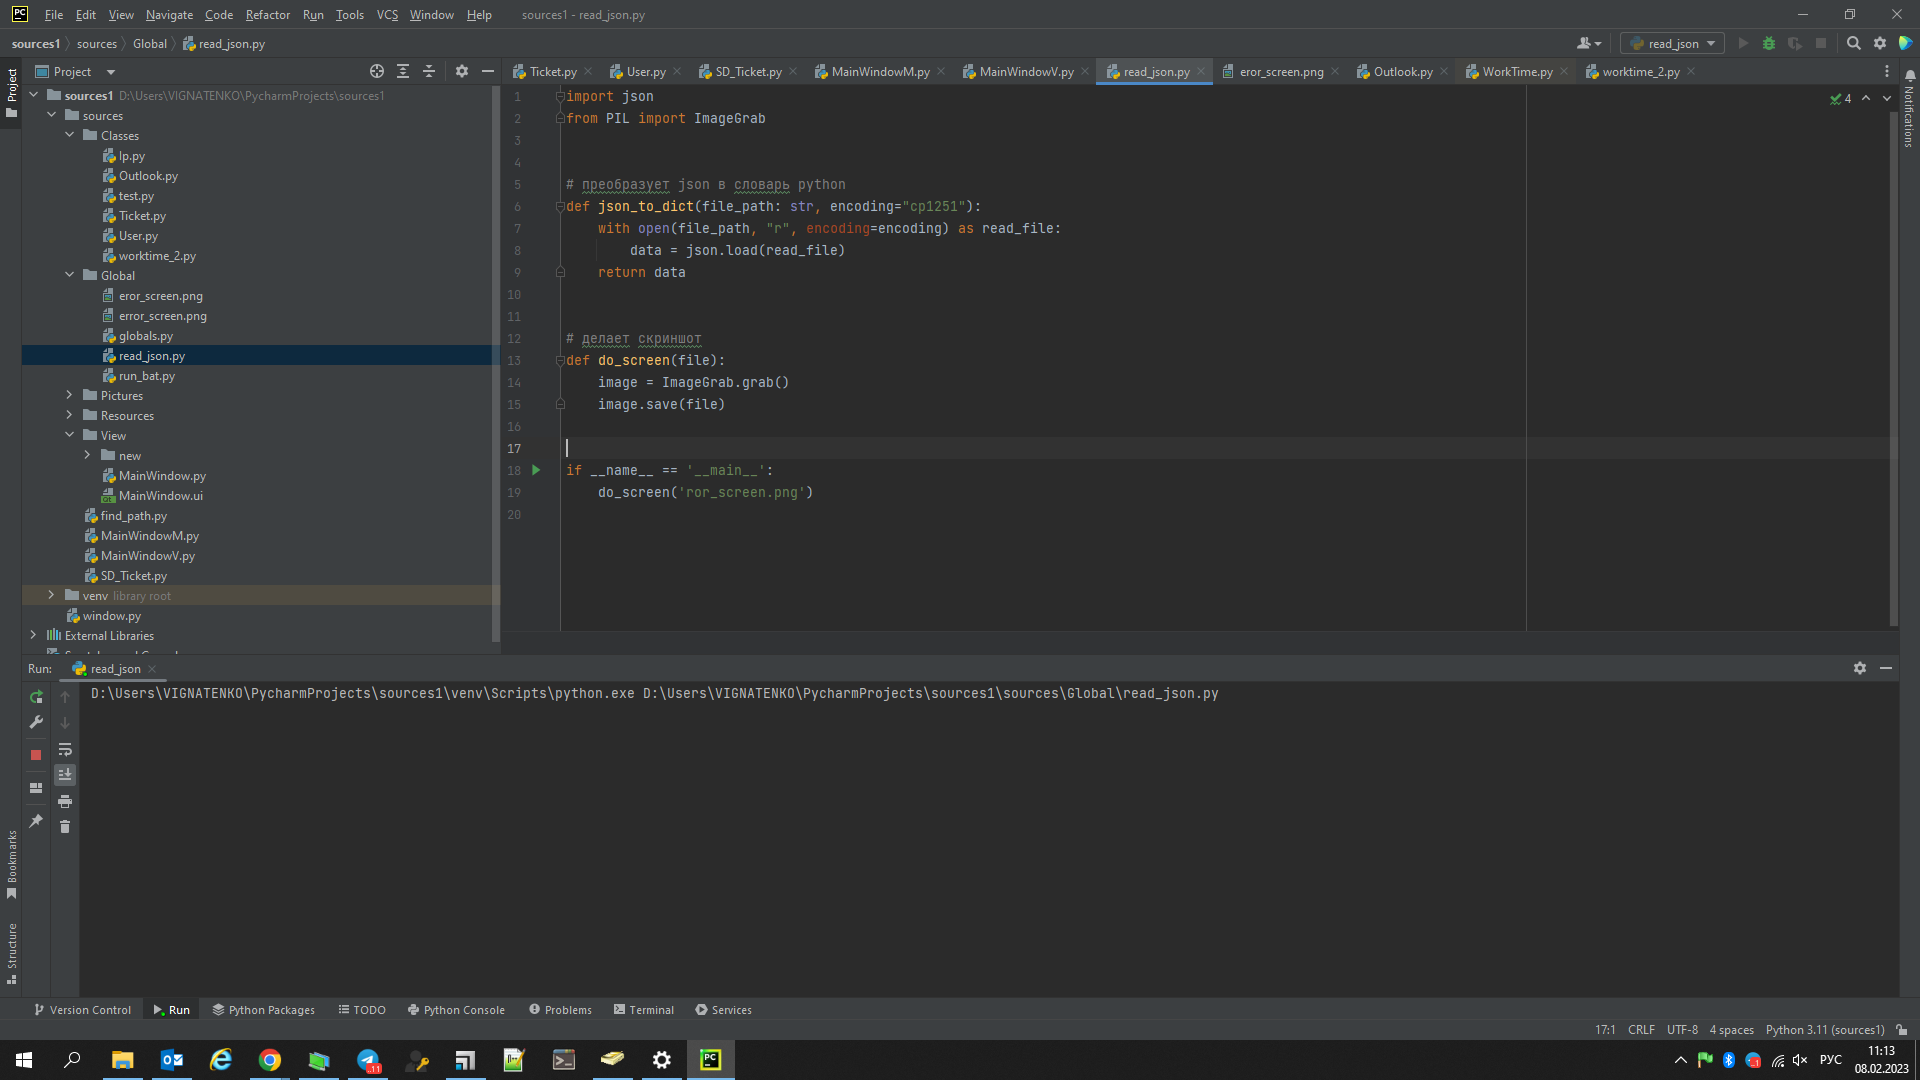 File Edit View Navigate Code Refactor Run Tools VCS Window Help sources1 - read_json.py
sources1 sources Global read_json.py
read_json
Project
Ticket.py User.py SD_Ticket.py MainWindowM.py MainWindowV.py read_json.py eror_screen.png Outlook.py WorkTime.py worktime_2.py
Project
Notifications
Bookmarks
Structure
sources1 D:\Users\VIGNATENKO\PycharmProjects\sources1
sources
Classes
Ip.py
Outlook.py
test.py
Ticket.py
User.py
worktime_2.py
Global
eror_screen.png
error_screen.png
globals.py
read_json.py
run_bat.py
Pictures
Resources
View
new
MainWindow.py
MainWindow.ui
find_path.py
MainWindowM.py
MainWindowV.py
SD_Ticket.py
venv library root
window.py
External Libraries
4
1 import json
2 from PIL import ImageGrab
3
4
5 # преобразует json в словарь python
6 def json_to_dict(file_path: str, encoding="cp1251"):
7 with open(file_path, "r", encoding=encoding) as read_file:
8 data = json.load(read_file)
9 return data
10
11
12 # делает скриншот
13 def do_screen(file):
14 image = ImageGrab.grab()
15 image.save(file)
16
17
18 if __name__ == '__main__':
19 do_screen('ror_screen.png')
20
Run: read_json
D:\Users\VIGNATENKO\PycharmProjects\sources1\venv\Scripts\python.exe D:\Users\VIGNATENKO\PycharmProjects\sources1\sources\Global\read_json.py
Version Control Run Python Packages TODO Python Console Problems Terminal Services
17:1 CRLF UTF-8 4 spaces Python 3.11 (sources1)
РУС
11:13
08.02.2023